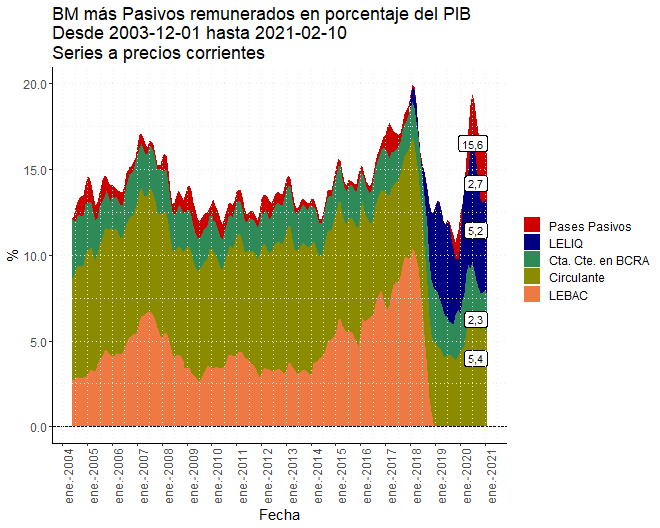 BM más Pasivos remunerados en porcentaje del PIB
Desde 2003-12-01 hasta 2021-02-10
Series a precios corrientes
20.0
15.0
10.0
5.0
0.0
%
15,6
2,7
5,2
2,3
5,4
Pases Pasivos
LELIQ
Cta. Cte. en BCRA
Circulante
LEBAC
ene.-2004
ene.-2005
ene.-2006
ene.-2007
ene.-2008
ene.-2009
ene.-2010
ene.-2011
ene.-2012
ene.-2013
ene.-2014
ene.-2015
ene.-2016
ene.-2017
ene.-2018
ene.-2019
ene.-2020
ene.-2021
Fecha